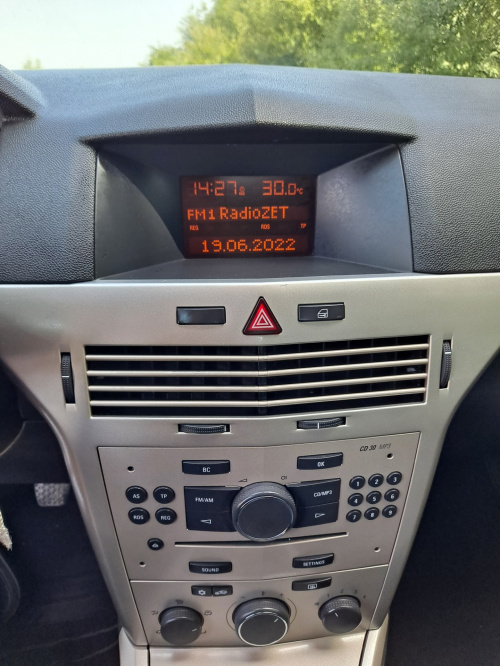 14:27 30.0°C
FM1 RadioZET
REG RDS TP
19.06.2022
CD 30 MP3
BC OK
AS TP FM/AM CD/MP3 1 2 3
RDS REG 4 5 6
7 8 9
SOUND SETTINGS